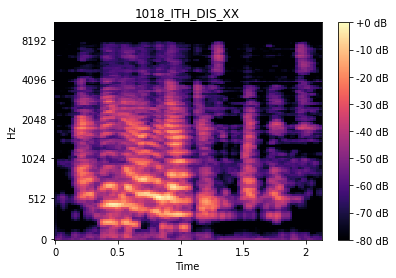 1018_ITH_DIS_XX
+0 dB
8192
-10 dB
4096
-20 dB
-30 dB
2048
Hz
-40 dB
1024
-50 dB
512
-60 dB
-70 dB
0
-80 dB
0
0.5
1
1.5
2
Time